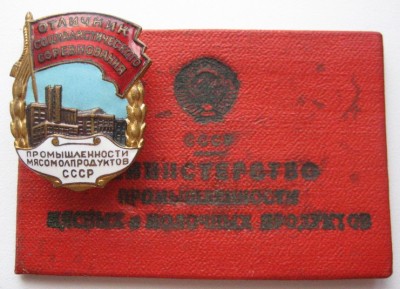 ОТЛИЧНИК
СОЦИАЛИСТИЧЕСКОГО
СОРЕВНОВАНИЯ
ПРОМЫШЛЕННОСТИ
МЯСОМОЛПРОДУКТОВ
СССР
СССР
МИНИСТЕРСТВО
ПРОМЫШЛЕННОСТИ
МЯСНЫХ и МОЛОЧНЫХ ПРОДУКТОВ